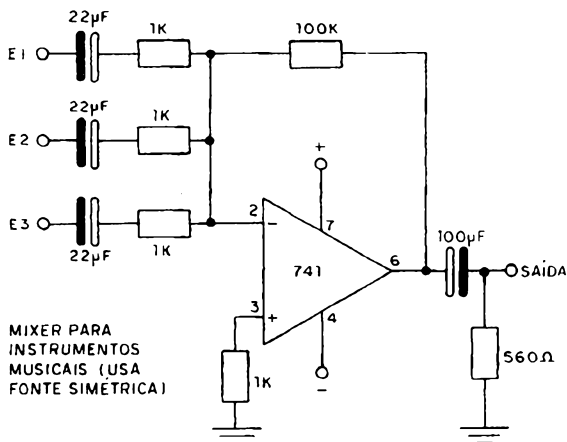 22µF
1K
100K
E1
22µF
1K
E2
+
E3
2
-
7
22µF
1K
741
6
100µF
SAÍDA
3
+
4
MIXER PARA
INSTRUMENTOS
MUSICAIS (USA
FONTE SIMÉTRICA)
1K
-
560Ω